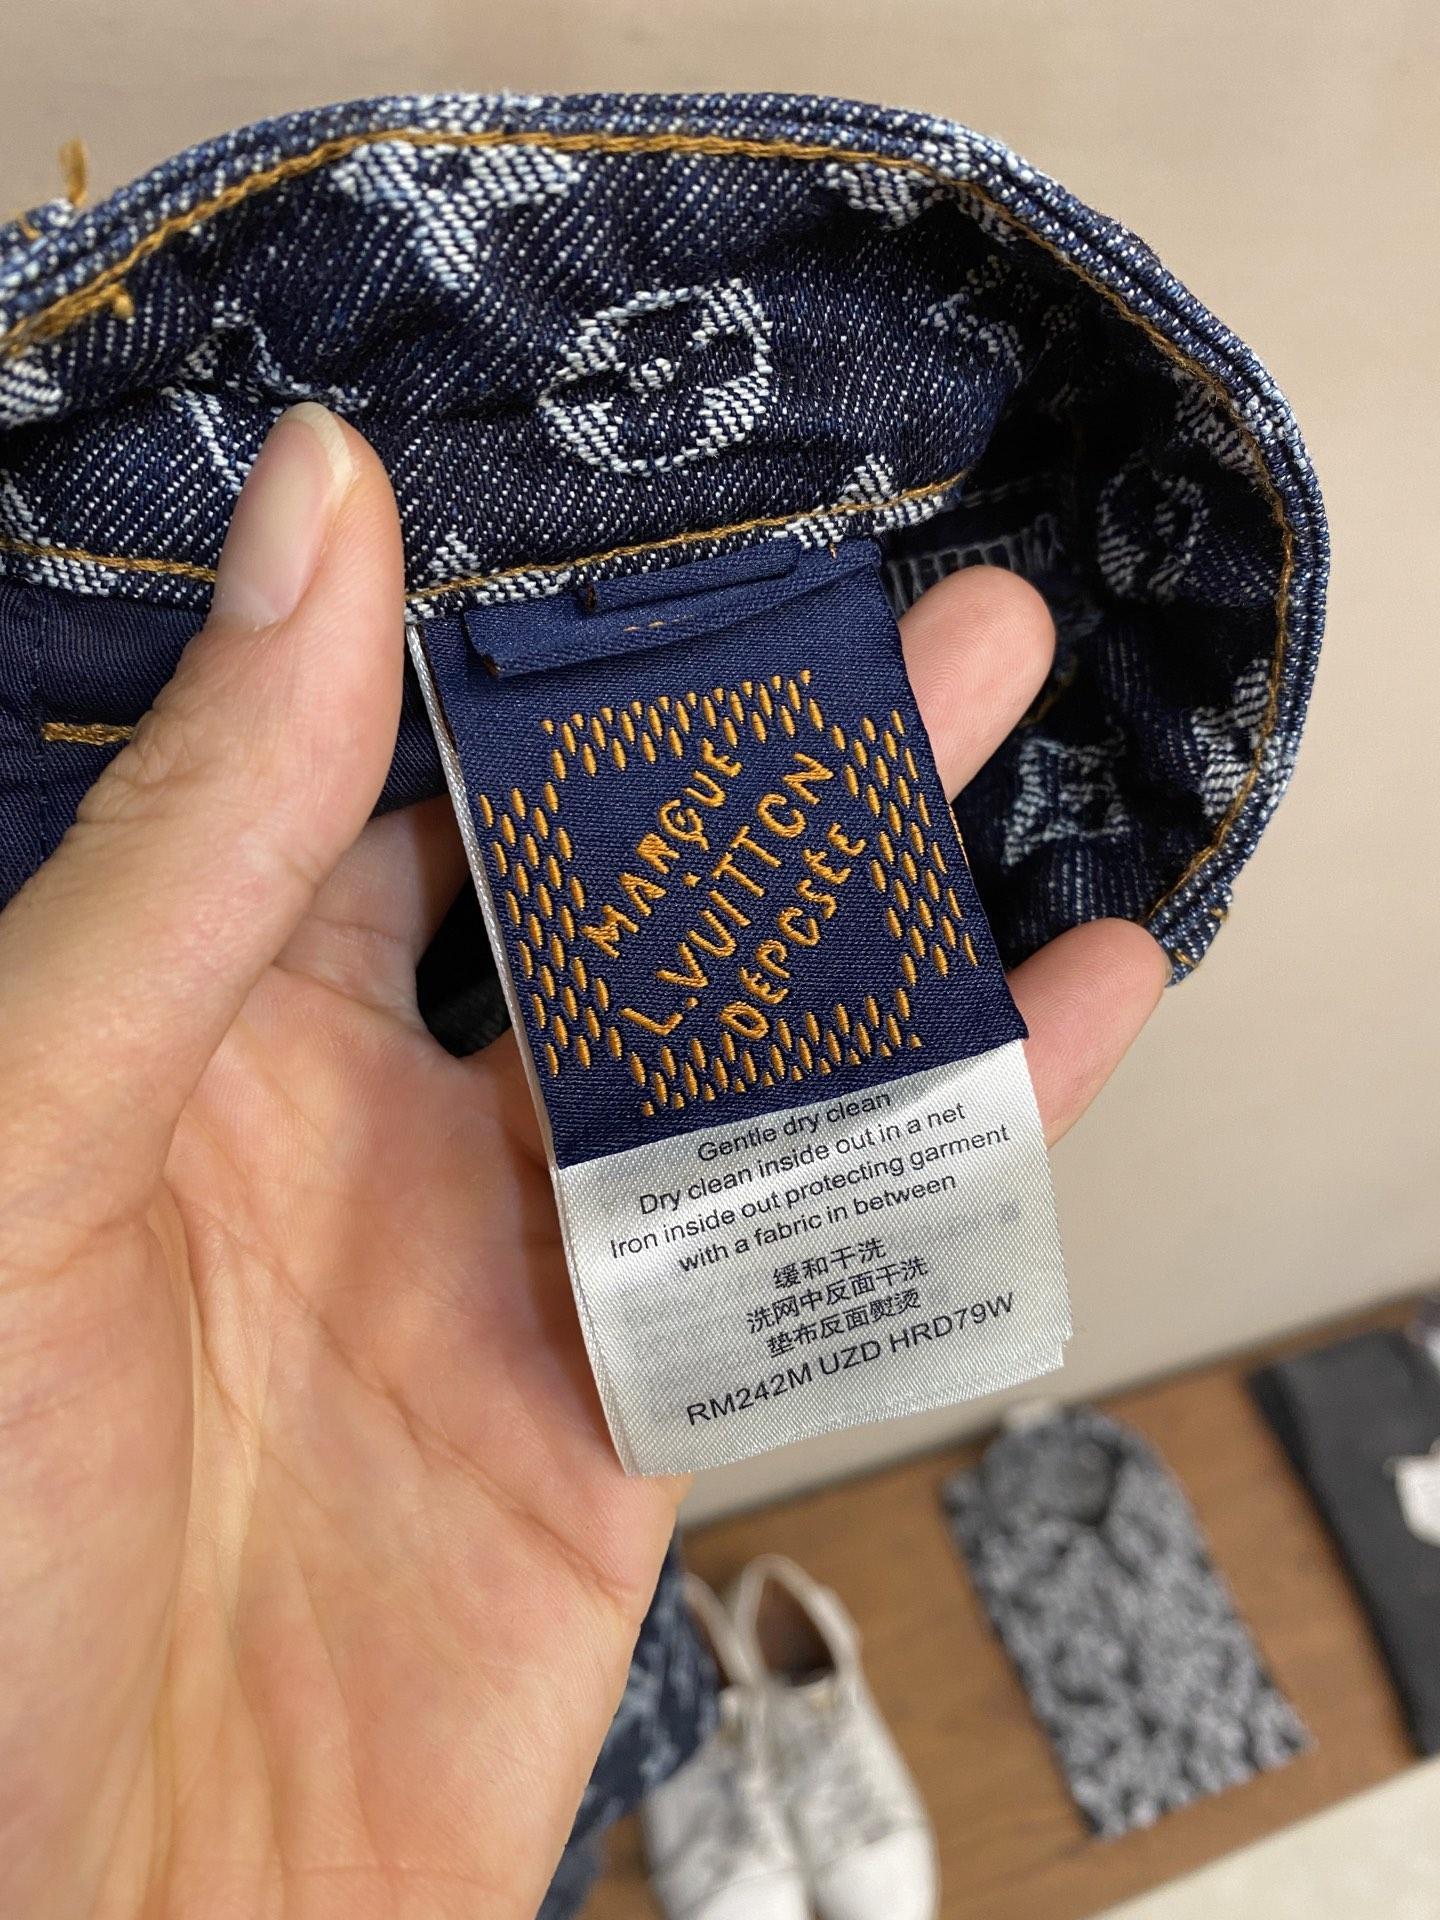 MARQUE
L.VUITTON
DEPOSÉ
Gentle dry clean
Dry clean inside out in a net
Iron inside out protecting garment
with a fabric in between
缓和干洗
洗网中反面干洗
垫布反面熨烫
RM242M UZD HRD79W